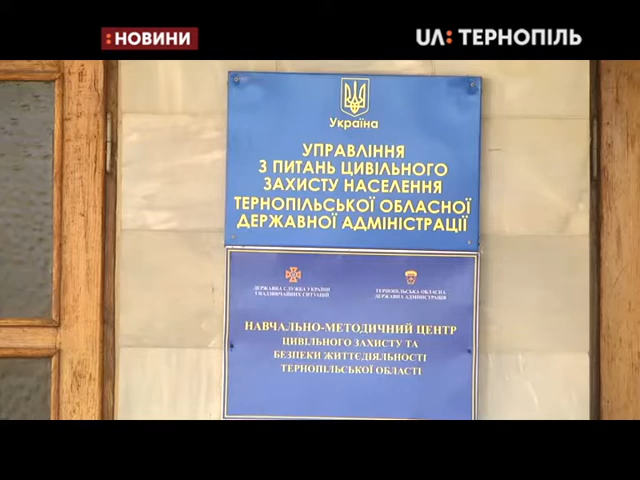 :НОВИНИ
UA: ТЕРНОПІЛЬ
Україна
УПРАВЛІННЯ
З ПИТАНЬ ЦИВІЛЬНОГО
ЗАХИСТУ НАСЕЛЕННЯ
ТЕРНОПІЛЬСЬКОЇ ОБЛАСНОЇ
ДЕРЖАВНОЇ АДМІНІСТРАЦІЇ
ДЕРЖАВНА СЛУЖБА УКРАЇНИ
З НАДЗВИЧАЙНИХ СИТУАЦІЙ
ТЕРНОПІЛЬСЬКА ОБЛАСНА
ДЕРЖАВНА АДМІНІСТРАЦІЯ
НАВЧАЛЬНО-МЕТОДИЧНИЙ ЦЕНТР
ЦИВІЛЬНОГО ЗАХИСТУ ТА
БЕЗПЕКИ ЖИТТЄДІЯЛЬНОСТІ
ТЕРНОПІЛЬСЬКОЇ ОБЛАСТІ